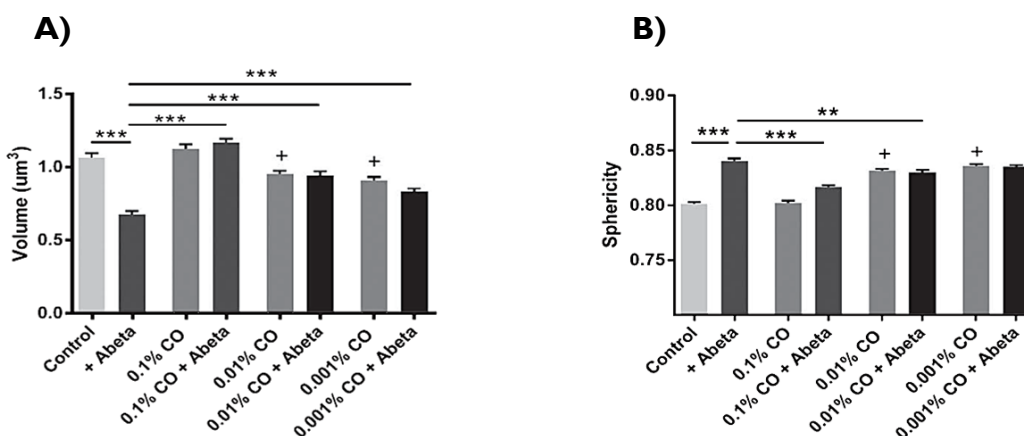 A)
***
***
***
***
+
+
1.5
1.0
0.5
0.0
Volume (um³)
Control
+ Abeta
0.1% CO
0.1% CO + Abeta
0.01% CO
0.01% CO + Abeta
0.001% CO
0.001% CO + Abeta
B)
**
***
***
+
+
0.90
0.85
0.80
0.75
Sphericity
Control
+ Abeta
0.1% CO
0.1% CO + Abeta
0.01% CO
0.01% CO + Abeta
0.001% CO
0.001% CO + Abeta